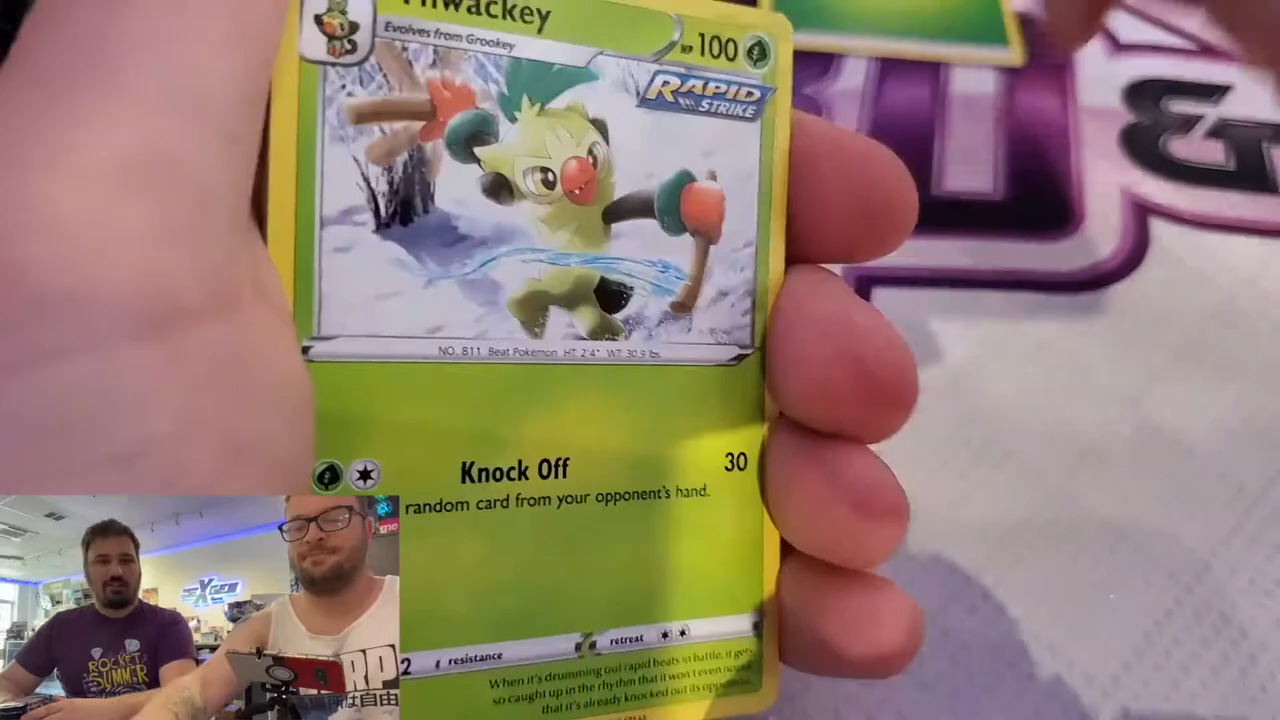 Thwackey
Evolves from Grookey
HP 100
RAPID
STRIKE
&
NO. 811 Beat Pokémon HT: 2'4" WT: 30.9 lbs.
Knock Off 30
random card from your opponent's hand.
2 resistance retreat
When it's drumming out rapid beats in battle, it gets
so caught up in the rhythm that it won't even notice
that it's already knocked out its opponent.
ROCKET
SUMMER